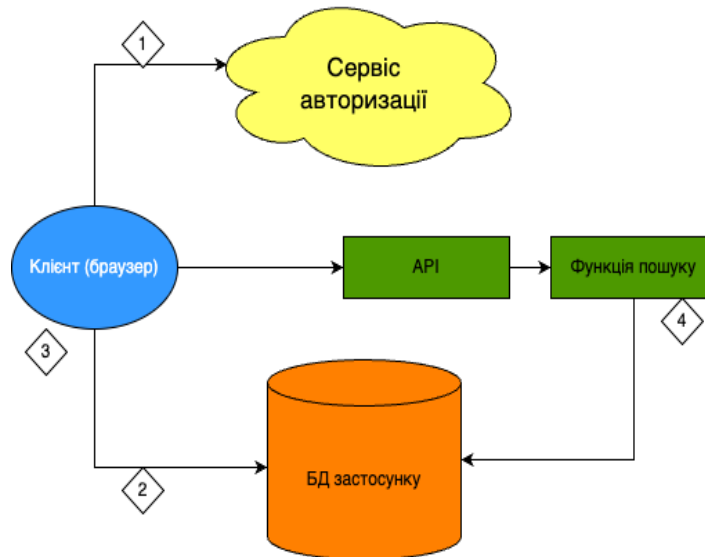 1
Сервіс
авторизації
Клієнт (браузер)
API
Функція пошуку
3
4
БД застосунку
2